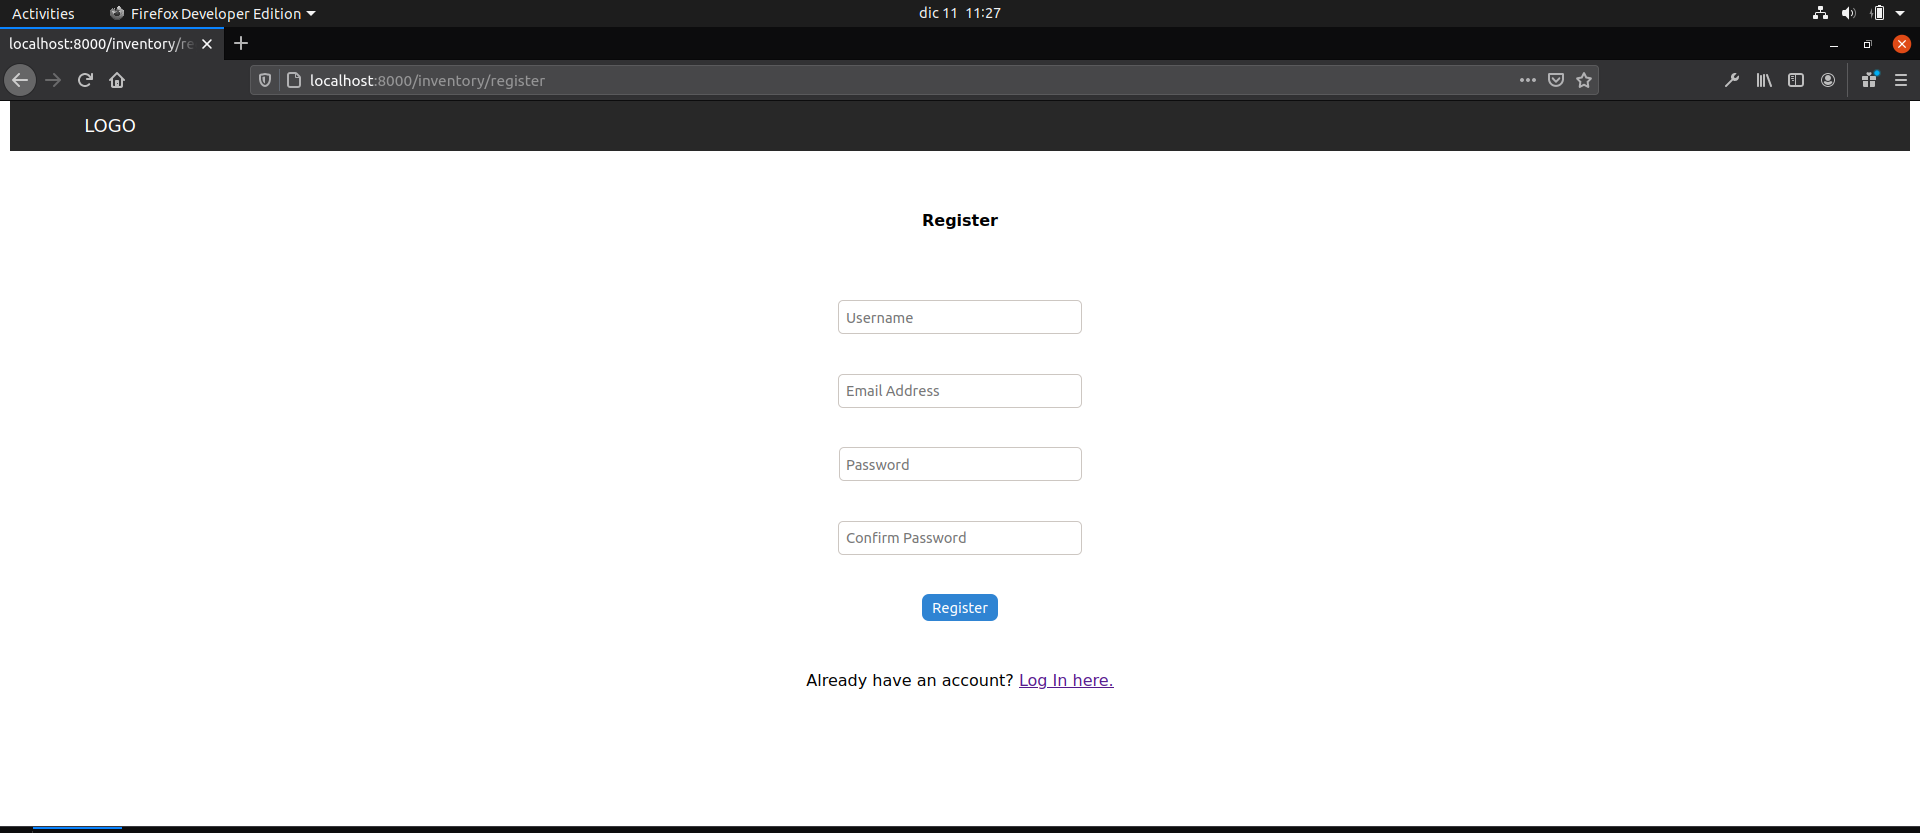 Activities Firefox Developer Edition dic 11 11:27
localhost:8000/inventory/re
localhost:8000/inventory/register
LOGO
Register
Username
Email Address
Password
Confirm Password
Register
Already have an account? Log In here.